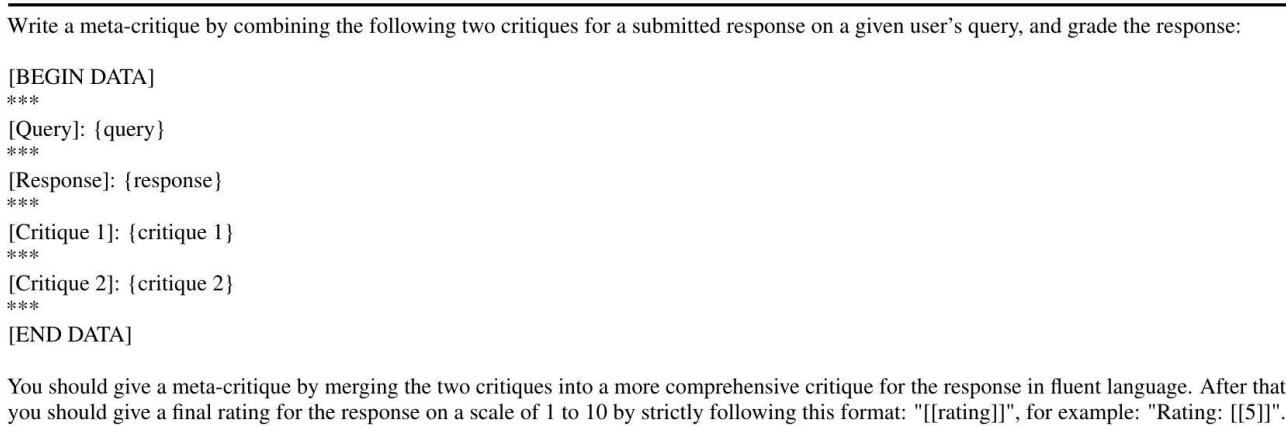 Write a meta-critique by combining the following two critiques for a submitted response on a given user's query, and grade the response:
[BEGIN DATA]
***
[Query]: {query}
***
[Response]: {response}
***
[Critique 1]: {critique 1}
***
[Critique 2]: {critique 2}
***
[END DATA]
You should give a meta-critique by merging the two critiques into a more comprehensive critique for the response in fluent language. After that
you should give a final rating for the response on a scale of 1 to 10 by strictly following this format: "[[rating]]", for example: "Rating: [[5]]".